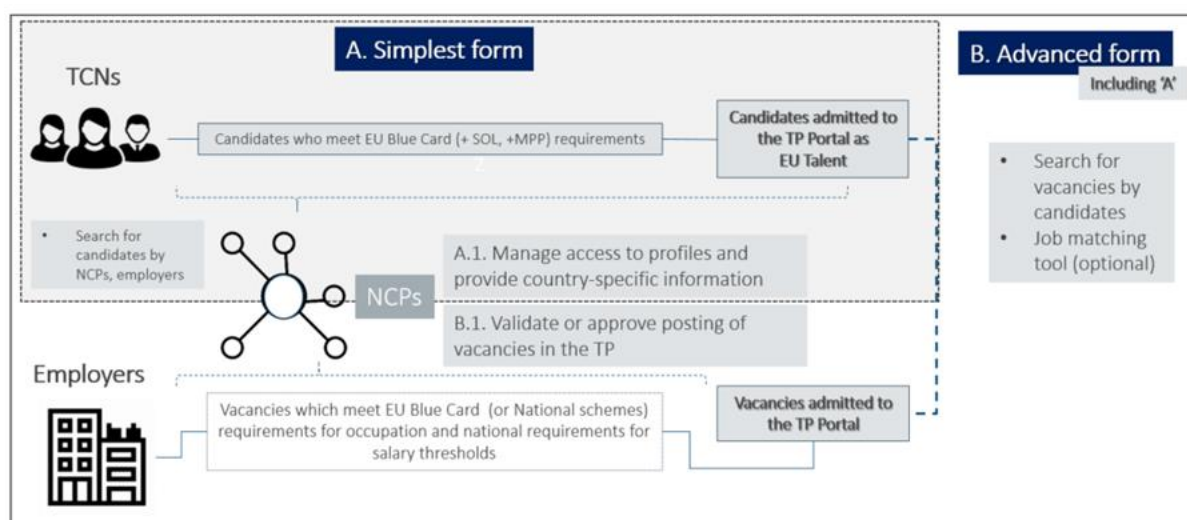 A. Simplest form
B. Advanced form
Including 'A'
TCNs
Candidates who meet EU Blue Card (+ SOL, +MPP) requirements
2
Candidates admitted to
the TP Portal as
EU Talent
• Search for
vacancies by
candidates
• Job matching
tool (optional)
• Search for
candidates by
NCPs, employers
NCPs
A.1. Manage access to profiles and
provide country-specific information
B.1. Validate or approve posting of
vacancies in the TP
Employers
Vacancies which meet EU Blue Card (or National schemes)
requirements for occupation and national requirements for
salary thresholds
Vacancies admitted to
the TP Portal